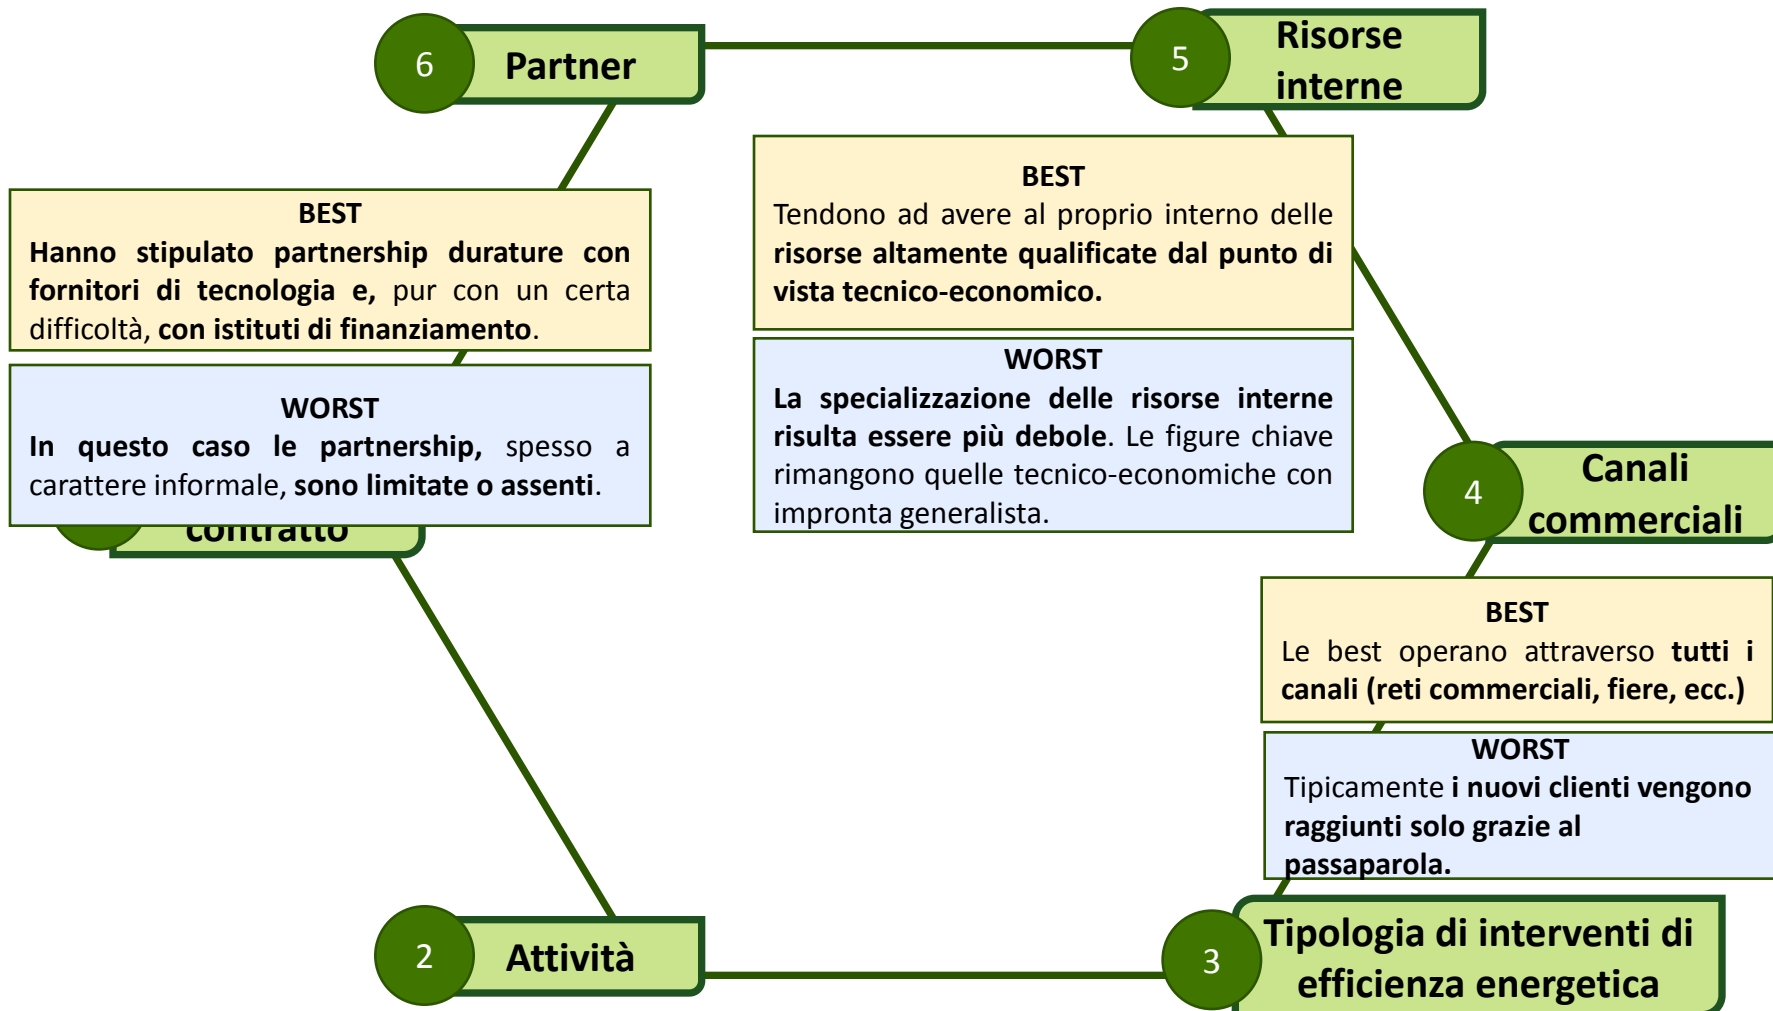 6
Partner
5
Risorse
interne
BEST
Hanno stipulato partnership durature con
fornitori di tecnologia e, pur con un certa
difficoltà, con istituti di finanziamento.
WORST
In questo caso le partnership, spesso a
carattere informale, sono limitate o assenti.
contratto
BEST
Tendono ad avere al proprio interno delle
risorse altamente qualificate dal punto di
vista tecnico-economico.
WORST
La specializzazione delle risorse interne
risulta essere più debole. Le figure chiave
rimangono quelle tecnico-economiche con
impronta generalista.
4
Canali
commerciali
BEST
Le best operano attraverso tutti i
canali (reti commerciali, fiere, ecc.)
WORST
Tipicamente i nuovi clienti vengono
raggiunti solo grazie al
passaparola.
2
Attività
3
Tipologia di interventi di
efficienza energetica